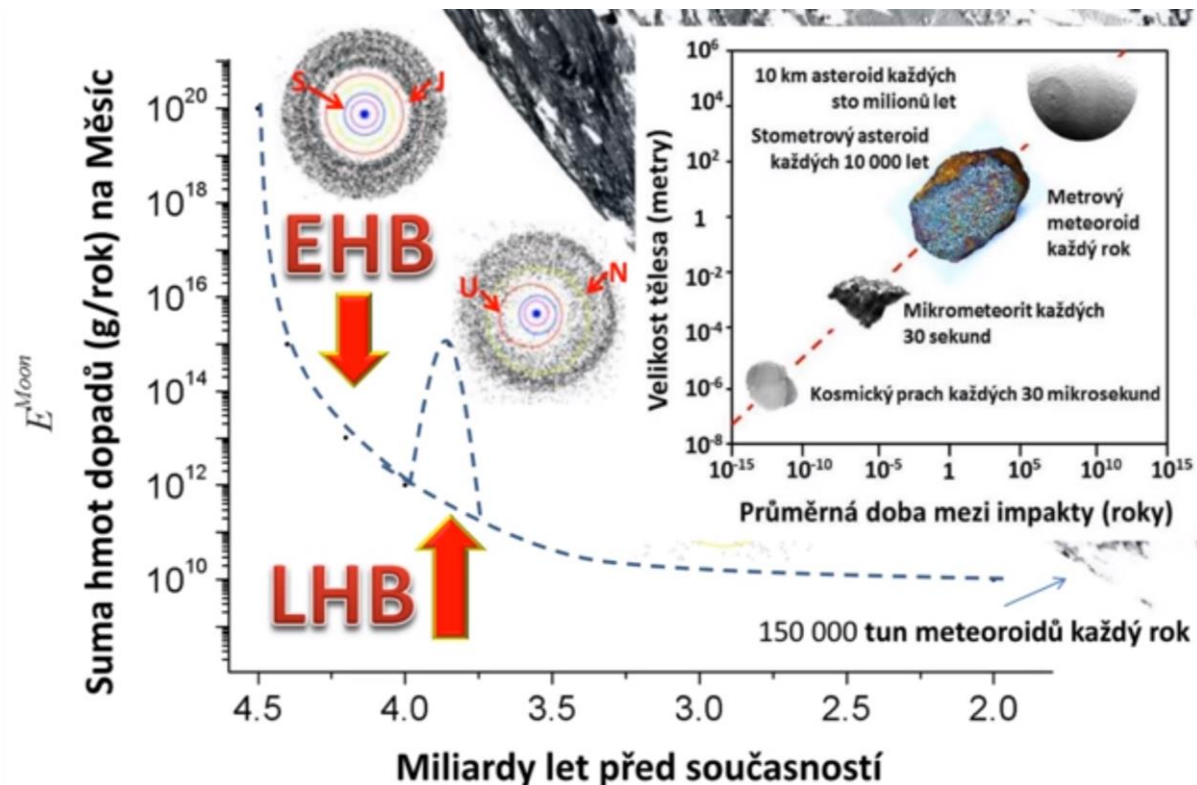 E^Moon
Suma hmot dopadů (g/rok) na Měsíc
10^20
10^18
10^16
10^14
10^12
10^10
S
J
EHB
U
N
LHB
4.5
4.0
3.5
3.0
2.5
2.0
Miliardy let před současností
150 000 tun meteoroidů každý rok
Velikost tělesa (metry)
10^6
10^4
10^2
1
10^-2
10^-4
10^-6
10^-8
10 km asteroid každých
sto milionů let
Stometrový asteroid
každých 10 000 let
Metrový
meteoroid
každý rok
Mikrometeorit každých
30 sekund
Kosmický prach každých 30 mikrosekund
10^-15
10^-10
10^-5
1
10^5
10^10
10^15
Průměrná doba mezi impakty (roky)